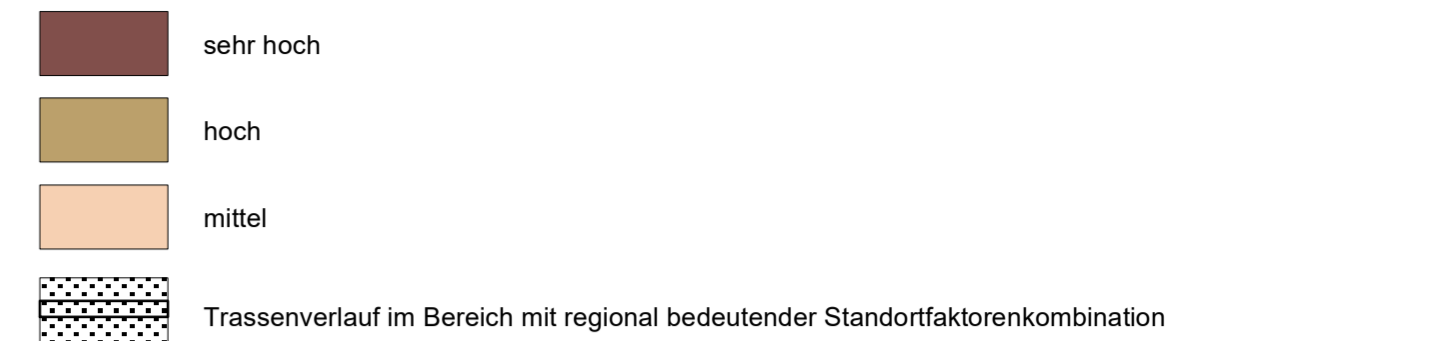 sehr hoch
hoch
mittel
Trassenverlauf im Bereich mit regional bedeutender Standortfaktorenkombination